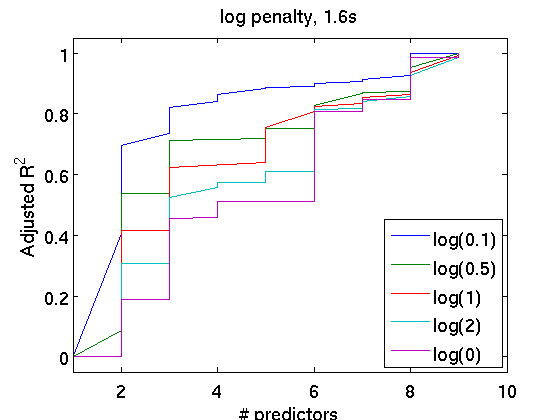 log penalty, 1.6s
1
0.8
0.6
0.4
0.2
0
Adjusted R²
2
4
6
8
10
# predictors
log(0.1)
log(0.5)
log(1)
log(2)
log(0)